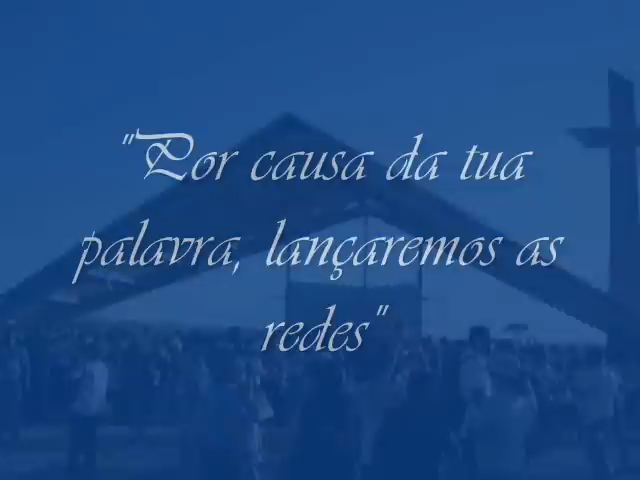 "Por causa da tua
palavra, lançaremos as
redes"